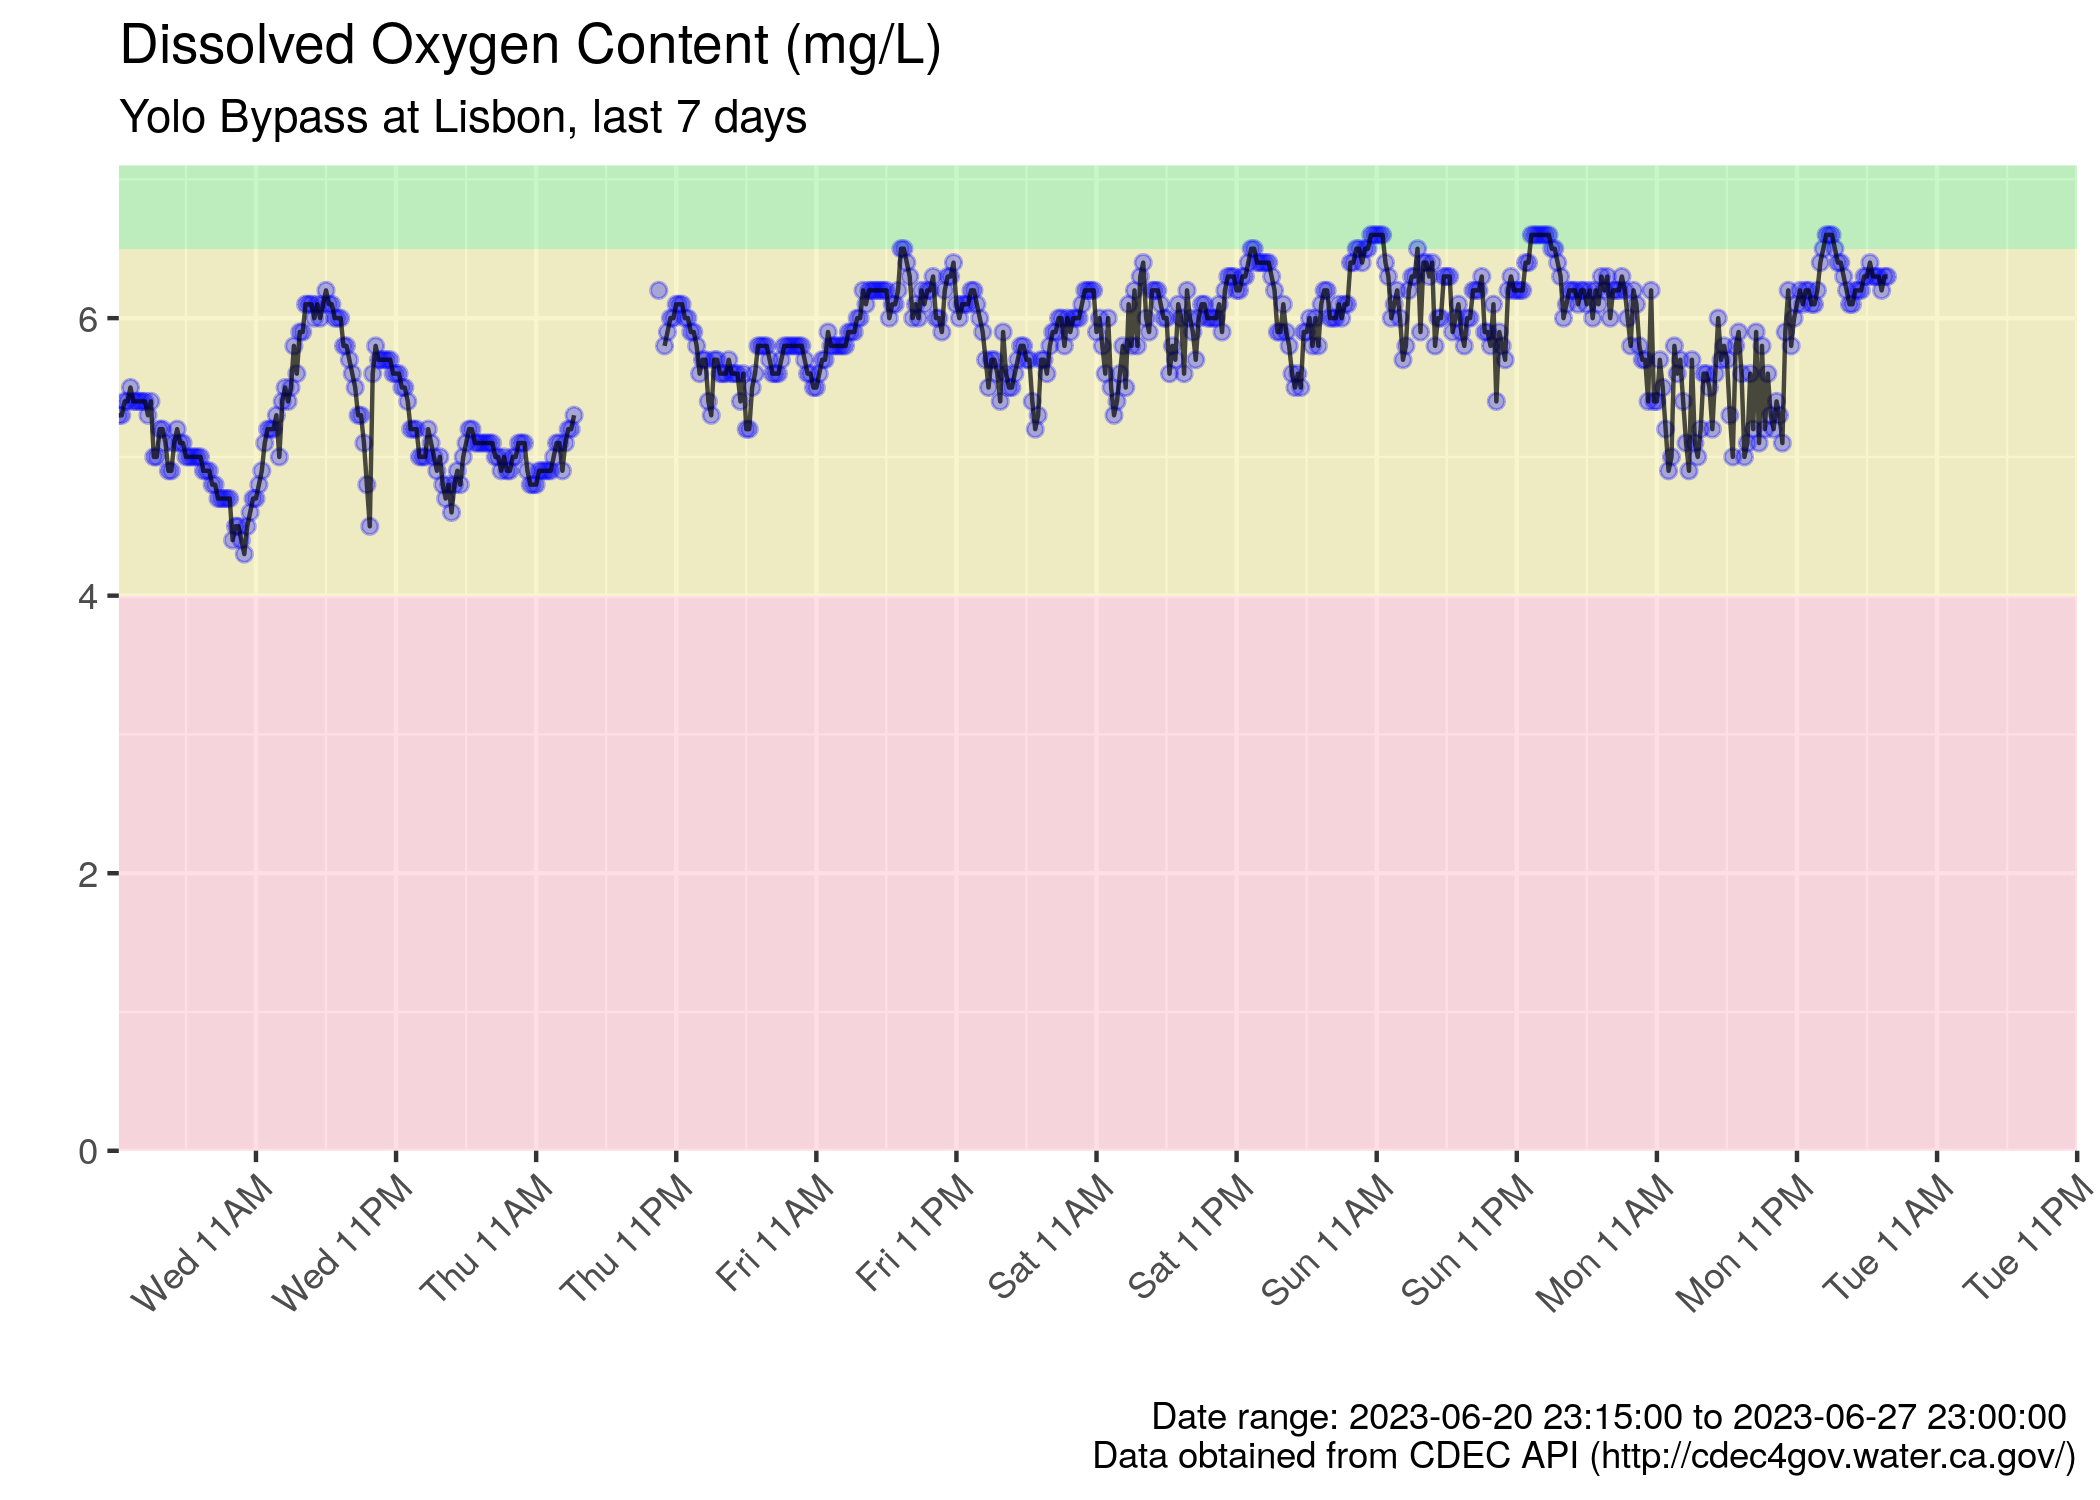 Dissolved Oxygen Content (mg/L)
Yolo Bypass at Lisbon, last 7 days
6
4
2
0
Wed 11AM
Wed 11PM
Thu 11AM
Thu 11PM
Fri 11AM
Fri 11PM
Sat 11AM
Sat 11PM
Sun 11AM
Sun 11PM
Mon 11AM
Mon 11PM
Tue 11AM
Tue 11PM
Date range: 2023-06-20 23:15:00 to 2023-06-27 23:00:00
Data obtained from CDEC API (http://cdec4gov.water.ca.gov/)